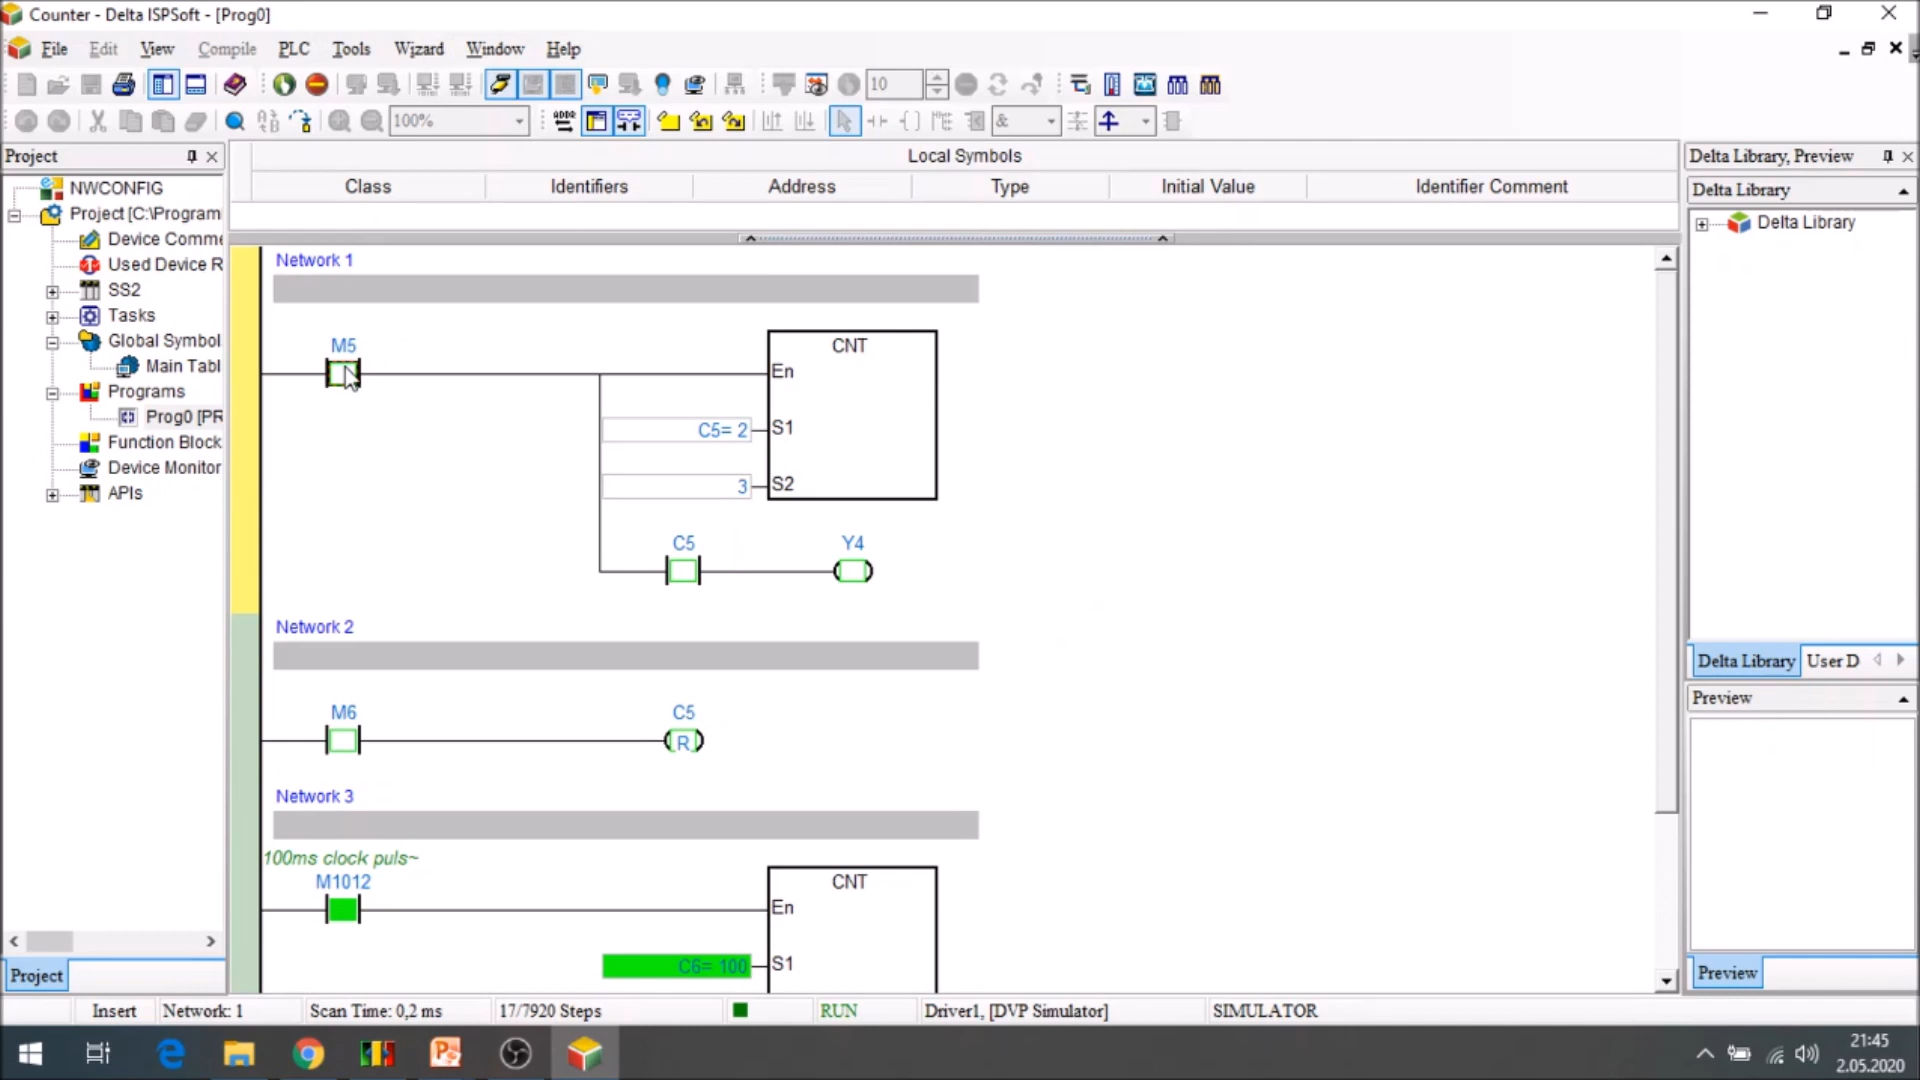 Counter - Delta ISPSoft - [Prog0]
File Edit View Compile PLC Tools Wizard Window Help
10
100%
ADDR
&
Project
NWCONFIG
Project [C:\Program
Device Comme
Used Device R
SS2
Tasks
Global Symbol
Main Tabl
Programs
Prog0 [PR
Function Block
Device Monitor
APIs
Project
Local Symbols
Class Identifiers Address Type Initial Value Identifier Comment
Network 1
M5
CNT
En
C5= 2 S1
3 S2
C5 Y4
Network 2
M6 C5
R
Network 3
100ms clock puls~
M1012
CNT
En
C6= 100 S1
Delta Library, Preview
Delta Library
Delta Library
Delta Library User D
Preview
Preview
Insert Network: 1 Scan Time: 0,2 ms 17/7920 Steps RUN Driver1, [DVP Simulator] SIMULATOR
21:45
2.05.2020